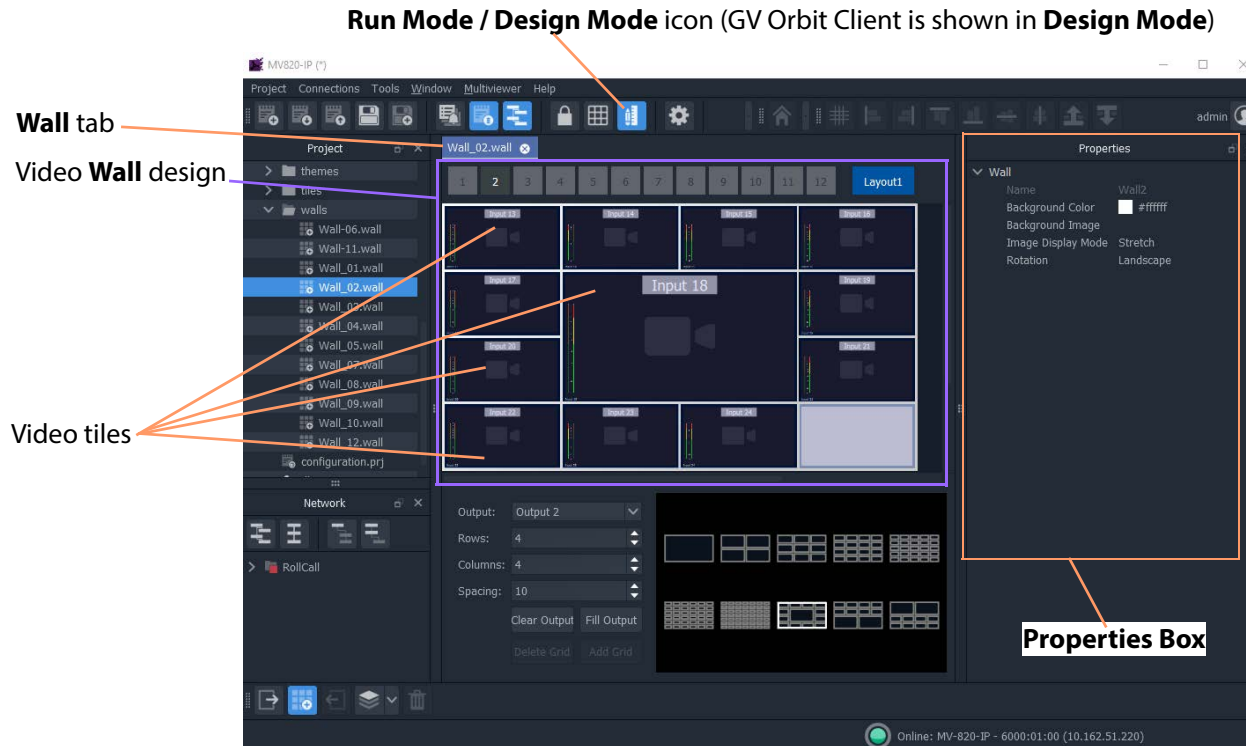 Run Mode / Design Mode icon (GV Orbit Client is shown in Design Mode)
MV820-IP (*)
Project Connections Tools Window Multiviewer Help
admin
Wall tab
Video Wall design
Video tiles
Project
themes
tiles
walls
Wall-06.wall
Wall-11.wall
Wall_01.wall
Wall_02.wall
Wall_03.wall
Wall_04.wall
Wall_05.wall
Wall_07.wall
Wall_08.wall
Wall_09.wall
Wall_10.wall
Wall_12.wall
configuration.prj
Network
RollCall
Wall_02.wall
1 2 3 4 5 6 7 8 9 10 11 12 Layout1
Input 13 Input 14 Input 15 Input 16
Input 17 Input 18 Input 19
Input 20 Input 21
Input 22 Input 23 Input 24
Output: Output 2
Rows: 4
Columns: 4
Spacing: 10
Clear Output Fill Output
Delete Grid Add Grid
Properties
Wall
Name Wall2
Background Color #ffffff
Background Image
Image Display Mode Stretch
Rotation Landscape
Properties Box
Online: MV-820-IP - 6000:01:00 (10.162.51.220)